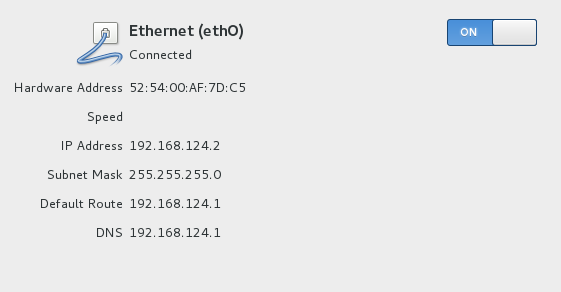 Ethernet (eth0)
ON
Connected
Hardware Address 52:54:00:AF:7D:C5
Speed
IP Address 192.168.124.2
Subnet Mask 255.255.255.0
Default Route 192.168.124.1
DNS 192.168.124.1